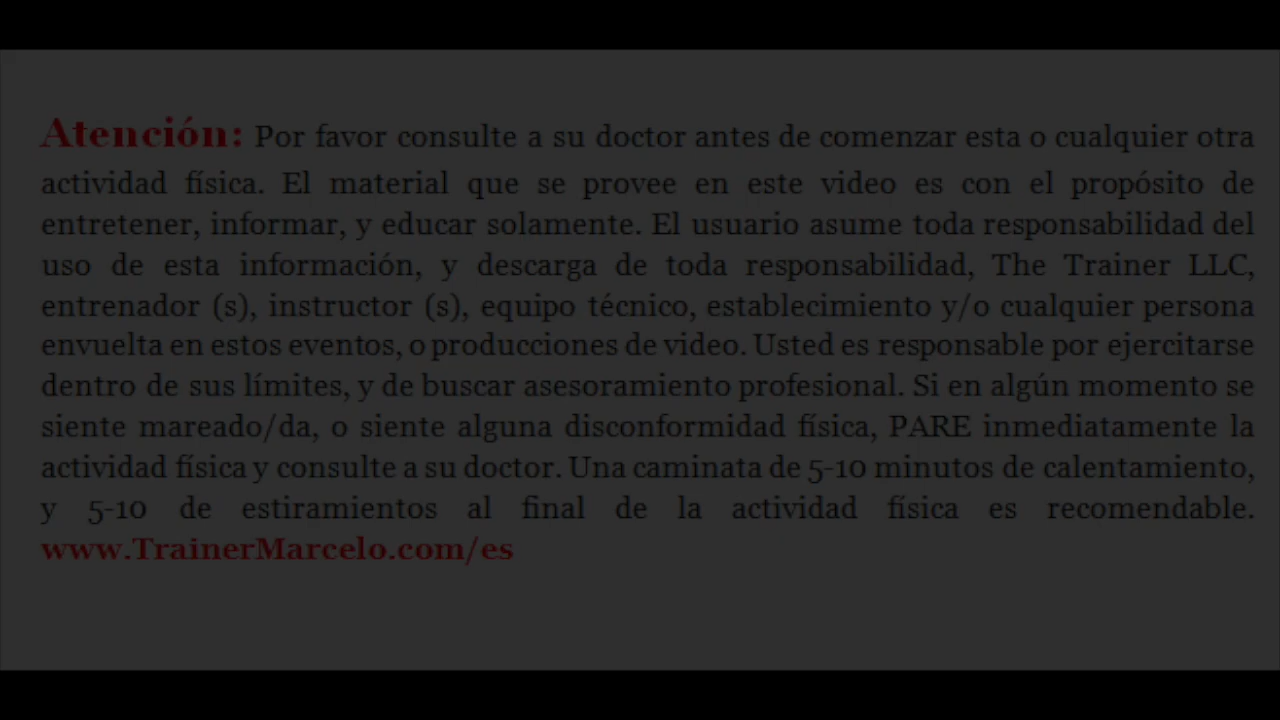 Atención: Por favor consulte a su doctor antes de comenzar esta o cualquier otra
actividad física. El material que se provee en este video es con el propósito de
entretener, informar, y educar solamente. El usuario asume toda responsabilidad del
uso de esta información, y descarga de toda responsabilidad, The Trainer LLC,
entrenador (s), instructor (s), equipo técnico, establecimiento y/o cualquier persona
envuelta en estos eventos, o producciones de video. Usted es responsable por ejercitarse
dentro de sus límites, y de buscar asesoramiento profesional. Si en algún momento se
siente mareado/da, o siente alguna disconformidad física, PARE inmediatamente la
actividad física y consulte a su doctor. Una caminata de 5-10 minutos de calentamiento,
y 5-10 de estiramientos al final de la actividad física es recomendable.
www.TrainerMarcelo.com/es